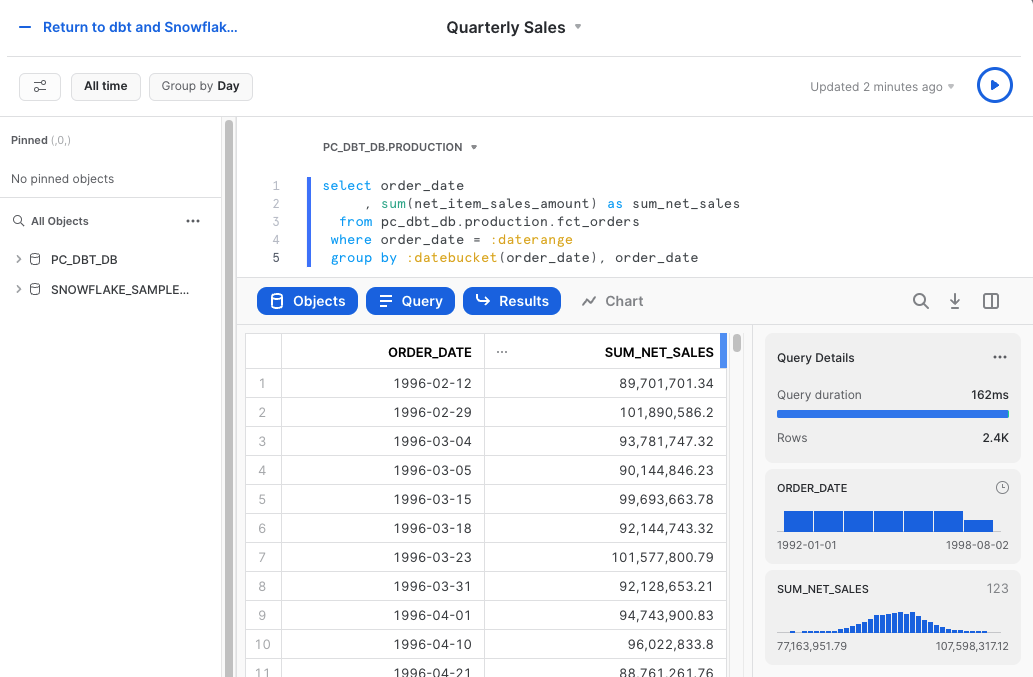 Return to dbt and Snowflak...
Quarterly Sales
All time
Group by Day
Updated 2 minutes ago
Pinned (,0,)
No pinned objects
All Objects
PC_DBT_DB
SNOWFLAKE_SAMPLE...
PC_DBT_DB.PRODUCTION
1 select order_date
2 , sum(net_item_sales_amount) as sum_net_sales
3 from pc_dbt_db.production.fct_orders
4 where order_date = :daterange
5 group by :datebucket(order_date), order_date
Objects Query Results Chart
ORDER_DATE ... SUM_NET_SALES
1 1996-02-12 89,701,701.34
2 1996-02-29 101,890,586.2
3 1996-03-04 93,781,747.32
4 1996-03-05 90,144,846.23
5 1996-03-15 99,693,663.78
6 1996-03-18 92,144,743.32
7 1996-03-23 101,577,800.79
8 1996-03-31 92,128,653.21
9 1996-04-01 94,743,900.83
10 1996-04-10 96,022,833.8
11 1996-04-21 88,761,261.76
Query Details
Query duration 162ms
Rows 2.4K
ORDER_DATE
1992-01-01 1998-08-02
SUM_NET_SALES 123
77,163,951.79 107,598,317.12